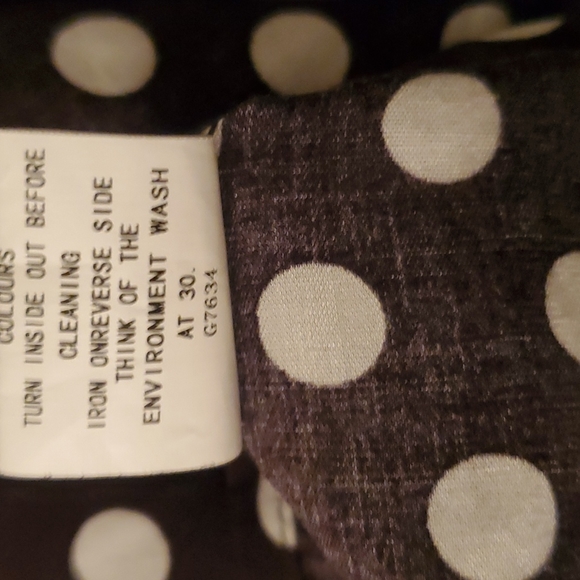 COLOURS
TURN INSIDE OUT BEFORE
CLEANING
IRON ONREVERSE SIDE
THINK OF THE
ENVIRONMENT WASH
AT 30.
G7634